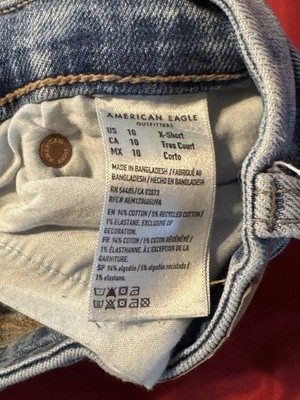 AMERICAN EAGLE
OUTFITTERS
US 10 X-Short
CA 10 Tres Court
MX 10 Corto
MADE IN BANGLADESH / FABRIQUÉ AU
BANGLADESH / HECHO EN BANGLADESH
RN 54485/CA 03873
EN 94% COTTON / 5% RECYCLED COTTON /
1% ELASTANE. EXCLUSIVE OF
DECORATION.
FR 94% COTON / 5% COTON RÉGÉNÉRÉ /
1% ÉLASTHANNE. À L'EXCEPTION DE LA
GARNITURE.
SP 94% algodón / 5% algodón reciclado /
1% elastano.
AMERICAN